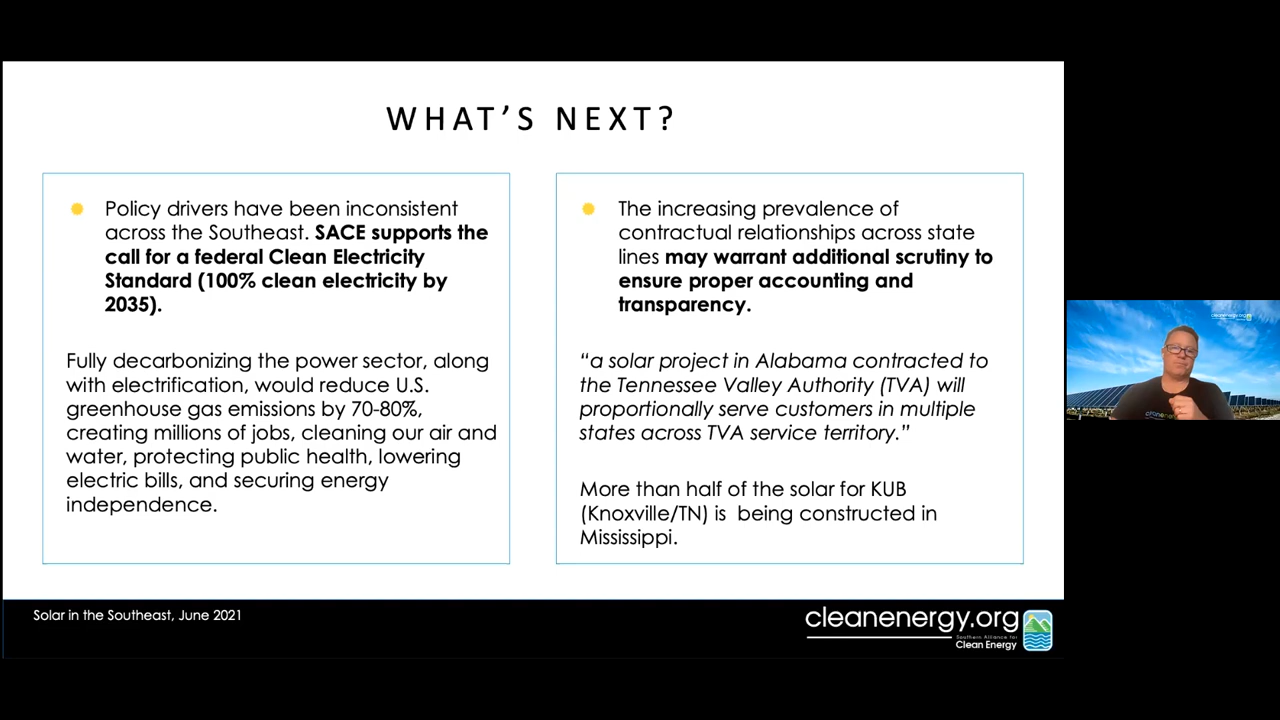 WHAT'S NEXT?
Policy drivers have been inconsistent
across the Southeast. SACE supports the
call for a federal Clean Electricity
Standard (100% clean electricity by
2035).
Fully decarbonizing the power sector, along
with electrification, would reduce U.S.
greenhouse gas emissions by 70-80%,
creating millions of jobs, cleaning our air and
water, protecting public health, lowering
electric bills, and securing energy
independence.
The increasing prevalence of
contractual relationships across state
lines may warrant additional scrutiny to
ensure proper accounting and
transparency.
“a solar project in Alabama contracted to
the Tennessee Valley Authority (TVA) will
proportionally serve customers in multiple
states across TVA service territory.”
More than half of the solar for KUB
(Knoxville/TN) is  being constructed in
Mississippi.
Solar in the Southeast, June 2021
cleanenergy.org
Southern Alliance for
Clean Energy
cleanenergy.org